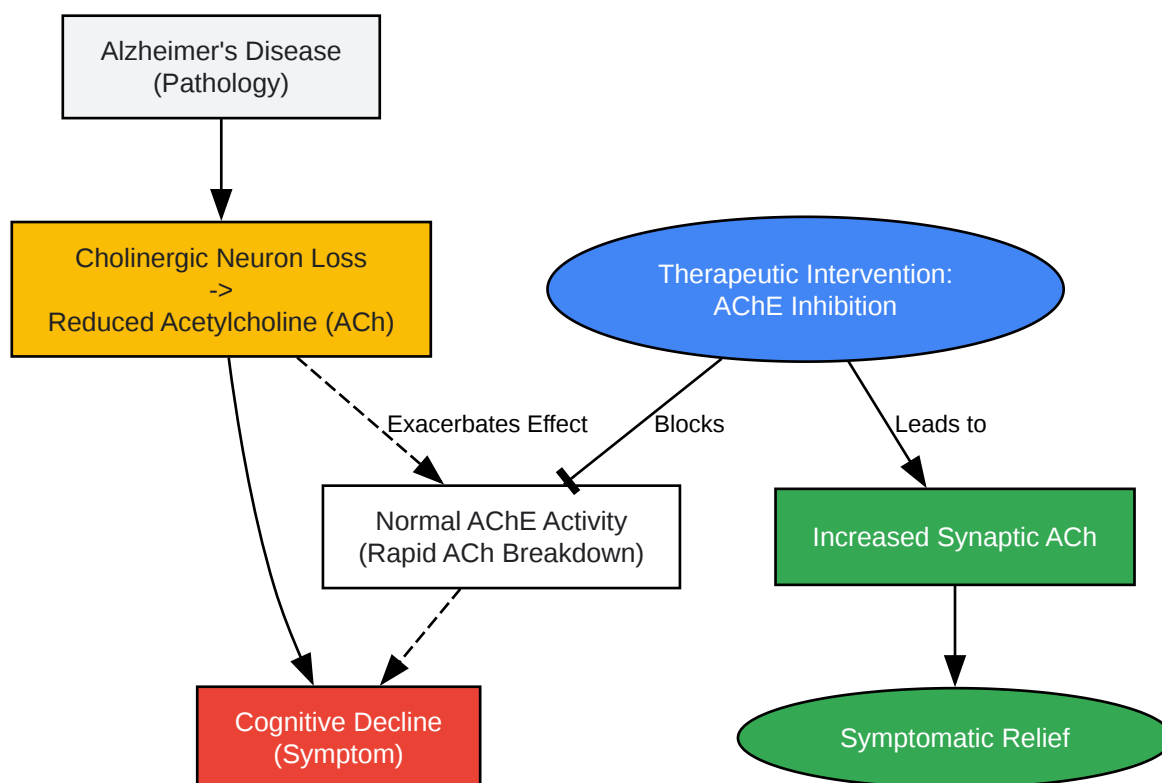 Alzheimer's Disease
(Pathology)
Cholinergic Neuron Loss
->
Reduced Acetylcholine (ACh)
Therapeutic Intervention:
AChE Inhibition
Exacerbates Effect
Blocks
Leads to
Normal AChE Activity
(Rapid ACh Breakdown)
Increased Synaptic ACh
Cognitive Decline
(Symptom)
Symptomatic Relief